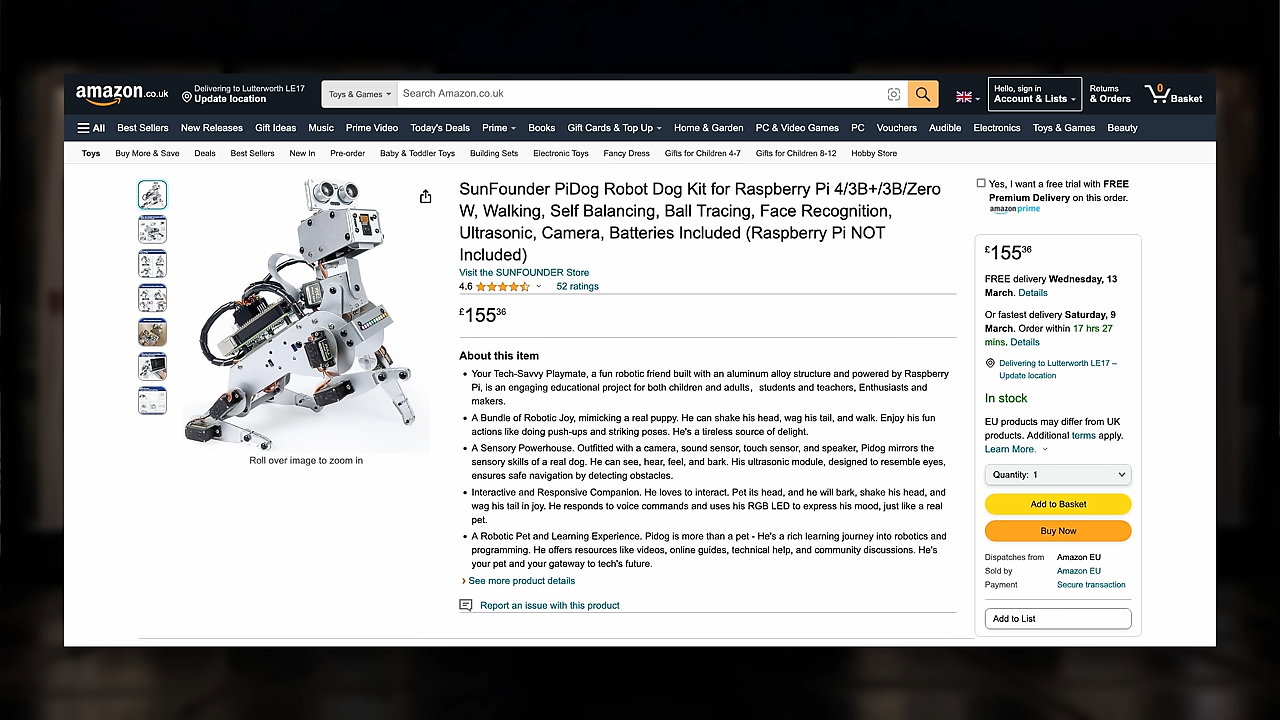 amazon.co.uk
Delivering to Lutterworth LE17
Update location
Toys & Games
Search Amazon.co.uk
Hello, sign in
Account & Lists
Returns
& Orders
0
Basket
All
Best Sellers
New Releases
Gift Ideas
Music
Prime Video
Today's Deals
Prime
Books
Gift Cards & Top Up
Home & Garden
PC & Video Games
PC
Vouchers
Audible
Electronics
Toys & Games
Beauty
Toys
Buy More & Save
Deals
Best Sellers
New In
Pre-order
Baby & Toddler Toys
Building Sets
Electronic Toys
Fancy Dress
Gifts for Children 4-7
Gifts for Children 8-12
Hobby Store
Roll over image to zoom in
SunFounder PiDog Robot Dog Kit for Raspberry Pi 4/3B+/3B/Zero
W, Walking, Self Balancing, Ball Tracing, Face Recognition,
Ultrasonic, Camera, Batteries Included (Raspberry Pi NOT
Included)
Visit the SUNFOUNDER Store
4.6
52 ratings
£15536
About this item
• Your Tech-Savvy Playmate, a fun robotic friend built with an aluminum alloy structure and powered by Raspberry
Pi, is an engaging educational project for both children and adults, students and teachers, Enthusiasts and
makers.
• A Bundle of Robotic Joy, mimicking a real puppy. He can shake his head, wag his tail, and walk. Enjoy his fun
actions like doing push-ups and striking poses. He's a tireless source of delight.
• A Sensory Powerhouse. Outfitted with a camera, sound sensor, touch sensor, and speaker, Pidog mirrors the
sensory skills of a real dog. He can see, hear, feel, and bark. His ultrasonic module, designed to resemble eyes,
ensures safe navigation by detecting obstacles.
• Interactive and Responsive Companion. He loves to interact. Pet its head, and he will bark, shake his head, and
wag his tail in joy. He responds to voice commands and uses his RGB LED to express his mood, just like a real
pet.
• A Robotic Pet and Learning Experience. Pidog is more than a pet - He's a rich learning journey into robotics and
programming. He offers resources like videos, online guides, technical help, and community discussions. He's
your pet and your gateway to tech's future.
› See more product details
Report an issue with this product
Yes, I want a free trial with FREE
Premium Delivery on this order.
amazon prime
£15536
FREE delivery Wednesday, 13
March. Details
Or fastest delivery Saturday, 9
March. Order within 17 hrs 27
mins. Details
Delivering to Lutterworth LE17 –
Update location
In stock
EU products may differ from UK
products. Additional terms apply.
Learn More.
Quantity: 1
Add to Basket
Buy Now
Dispatches from Amazon EU
Sold by Amazon EU
Payment Secure transaction
Add to List